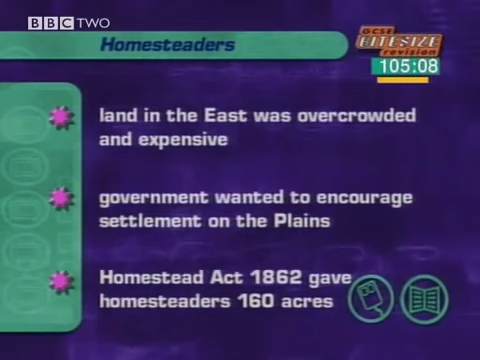 BBC TWO
Homesteaders
GCSE
BITESIZE
revision
105:08
land in the East was overcrowded
and expensive
government wanted to encourage
settlement on the Plains
Homestead Act 1862 gave
homesteaders 160 acres